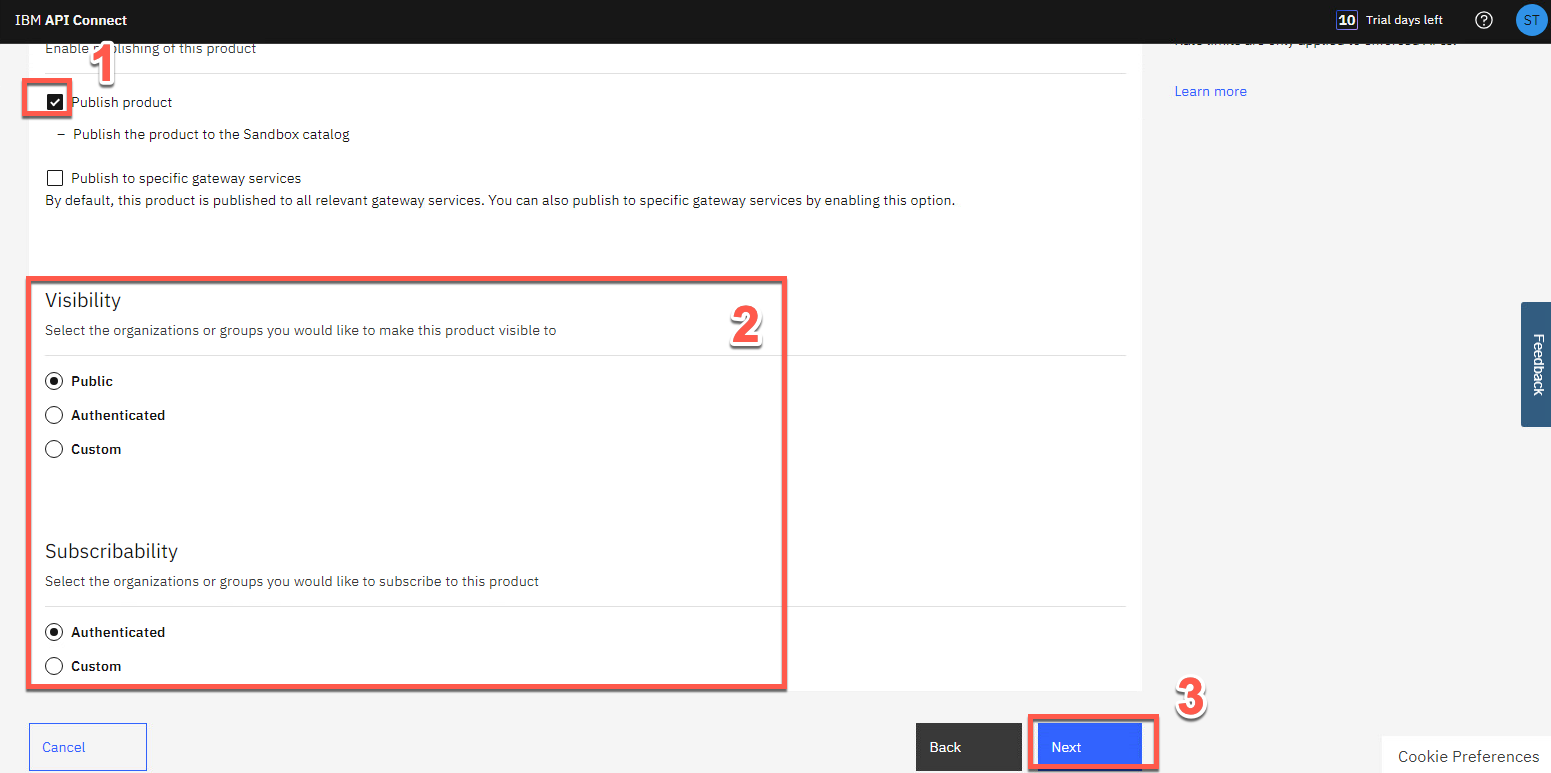 IBM API Connect
10 Trial days left
ST
Enable publishing of this product
1
Publish product
– Publish the product to the Sandbox catalog
Publish to specific gateway services
By default, this product is published to all relevant gateway services. You can also publish to specific gateway services by enabling this option.
Learn more
Visibility
2
Select the organizations or groups you would like to make this product visible to
Public
Authenticated
Custom
Feedback
Subscribability
Select the organizations or groups you would like to subscribe to this product
Authenticated
Custom
3
Cancel
Back
Next
Cookie Preferences